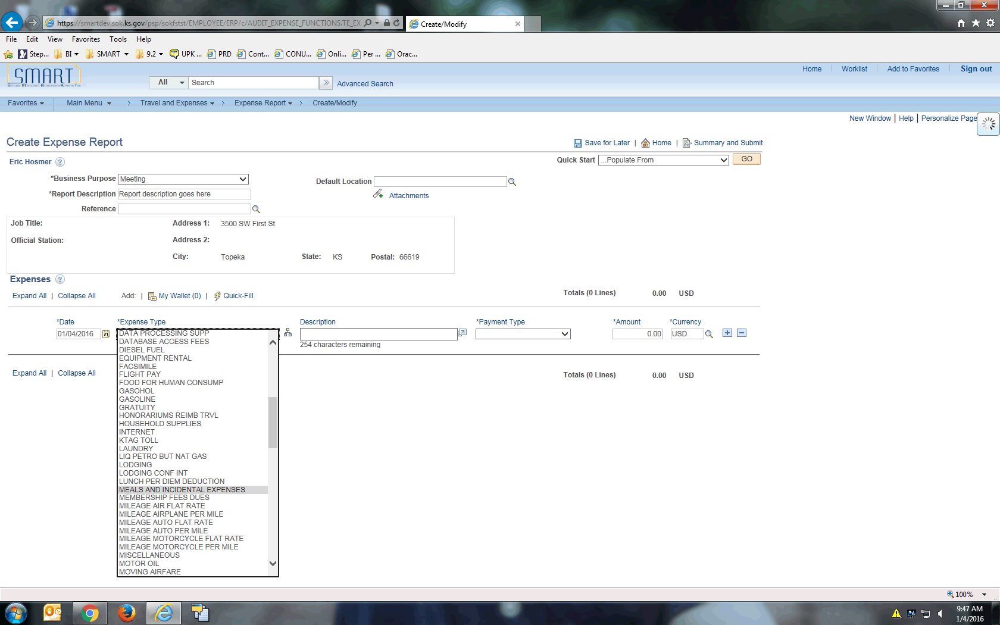 https://smartdev.sok.ks.gov/psp/sokfstst/EMPLOYEE/ERP/c/AUDIT_EXPENSE_FUNCTIONS.TE_EX
Create/Modify
File Edit View Favorites Tools Help
Step... BI SMART 9.2 UPK ... PRD Cont... CONU... Onli... Per ... Orac...
SMART
All Search Advanced Search
Home Worklist Add to Favorites Sign out
Favorites Main Menu > Travel and Expenses > Expense Report > Create/Modify
New Window | Help | Personalize Page
Create Expense Report
Save for Later | Home | Summary and Submit
Eric Hosmer ?
Quick Start ...Populate From GO
*Business Purpose Meeting
Default Location
*Report Description Report description goes here
Attachments
Reference
Job Title: Address 1: 3500 SW First St
Official Station: Address 2:
City: Topeka State: KS Postal: 66619
Expenses ?
Expand All | Collapse All Add: | My Wallet (0) | Quick-Fill
Totals (0 Lines) 0.00 USD
*Date *Expense Type Description *Payment Type *Amount *Currency
01/04/2016 31 0.00 USD + -
254 characters remaining
DATA PROCESSING SUPP
DATABASE ACCESS FEES
DIESEL FUEL
EQUIPMENT RENTAL
FACSIMILE
FLIGHT PAY
FOOD FOR HUMAN CONSUMP
GASOHOL
GASOLINE
GRATUITY
HONORARIUMS REIMB TRVL
HOUSEHOLD SUPPLIES
INTERNET
KTAG TOLL
LAUNDRY
LIQ PETRO BUT NAT GAS
LODGING
LODGING CONF INT
LUNCH PER DIEM DEDUCTION
MEALS AND INCIDENTAL EXPENSES
MEMBERSHIP FEES DUES
MILEAGE AIR FLAT RATE
MILEAGE AIRPLANE PER MILE
MILEAGE AUTO FLAT RATE
MILEAGE AUTO PER MILE
MILEAGE MOTORCYCLE FLAT RATE
MILEAGE MOTORCYCLE PER MILE
MISCELLANEOUS
MOTOR OIL
MOVING AIRFARE
Expand All | Collapse All
Totals (0 Lines) 0.00 USD
100%
9:47 AM
1/4/2016